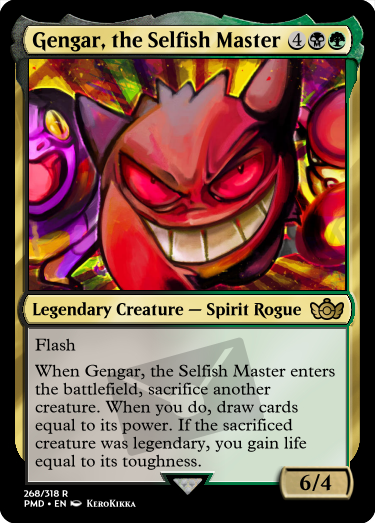 Gengar, the Selfish Master 4
Legendary Creature — Spirit Rogue
Flash
When Gengar, the Selfish Master enters
the battlefield, sacrifice another
creature. When you do, draw cards
equal to its power. If the sacrificed
creature was legendary, you gain life
equal to its toughness.
6/4
268/318 R
PMD • EN KeroKikka